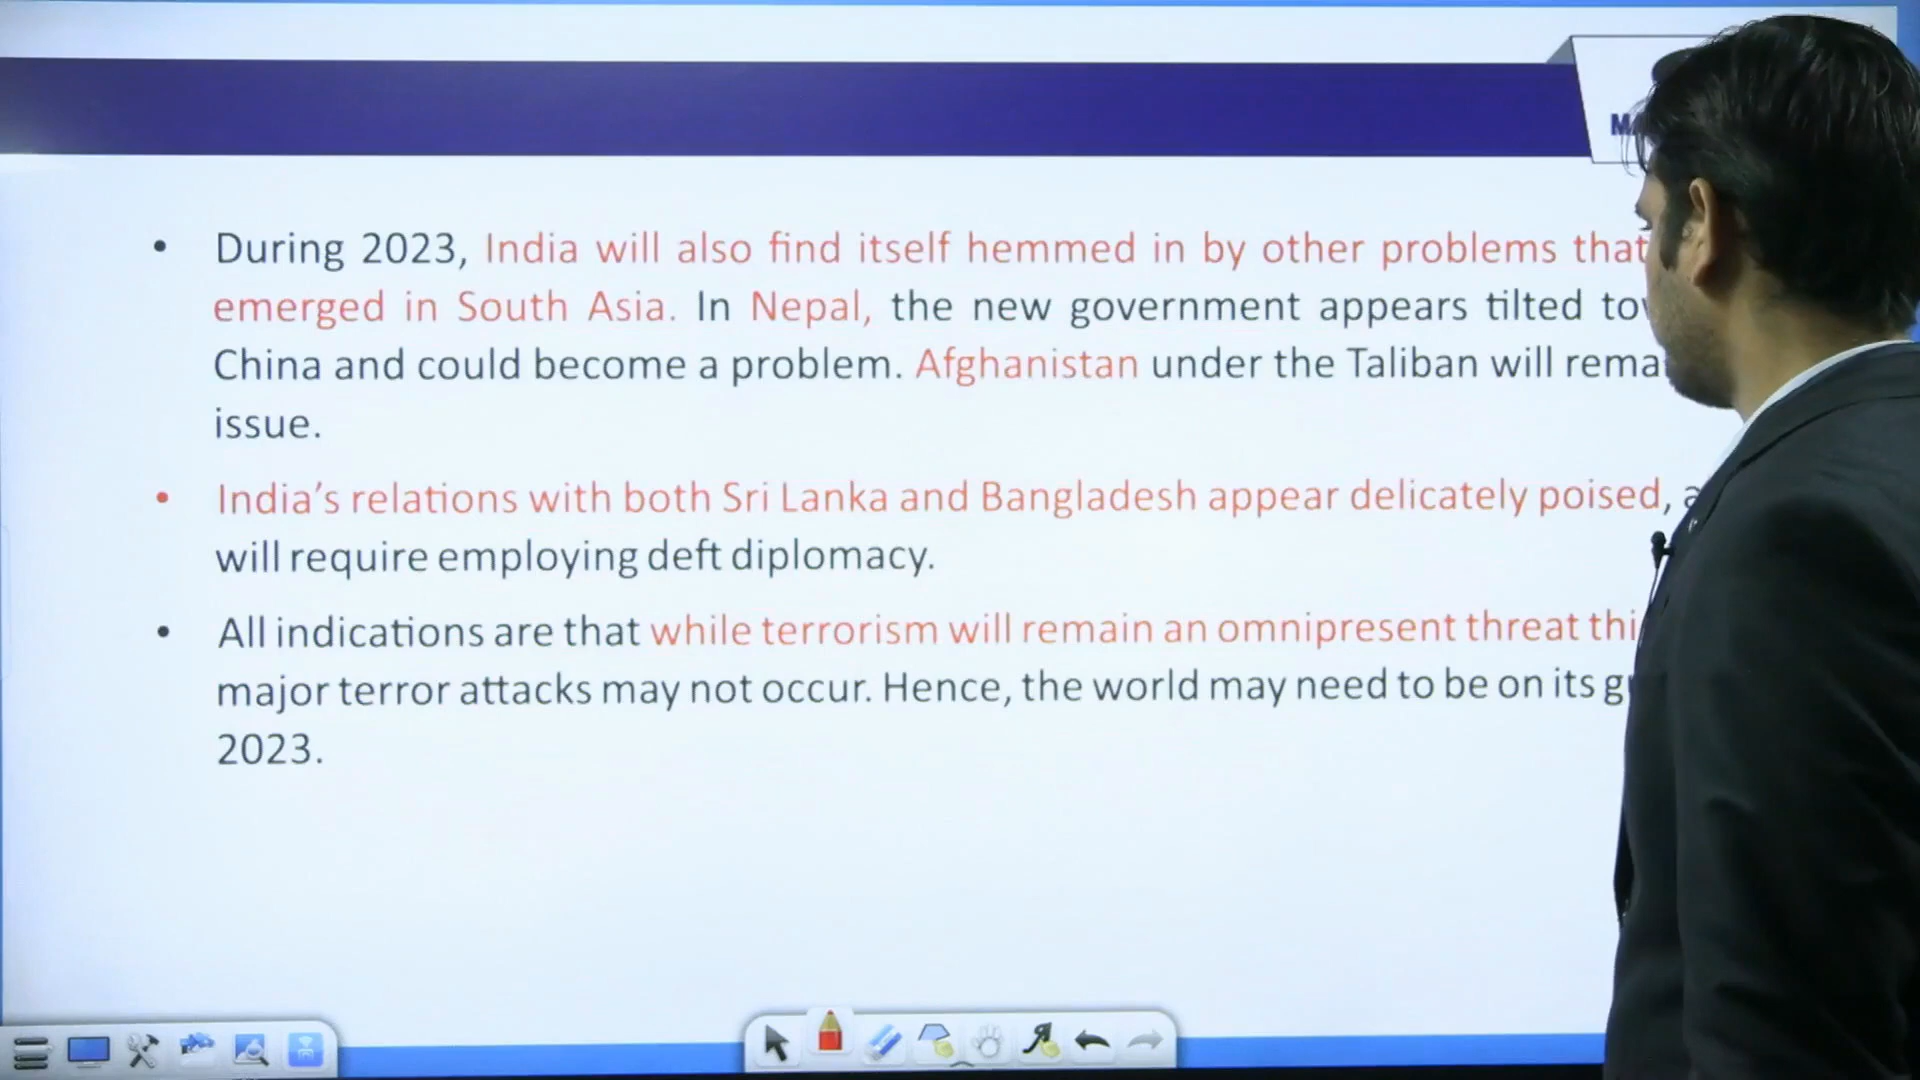 • During 2023, India will also find itself hemmed in by other problems that
emerged in South Asia. In Nepal, the new government appears tilted
China and could become a problem. Afghanistan under the Taliban will
issue.
• India's relations with both Sri Lanka and Bangladesh appear delicately poised,
will require employing deft diplomacy.
• All indications are that while terrorism will remain an omnipresent threat
major terror attacks may not occur. Hence, the world may need to be on its
2023.